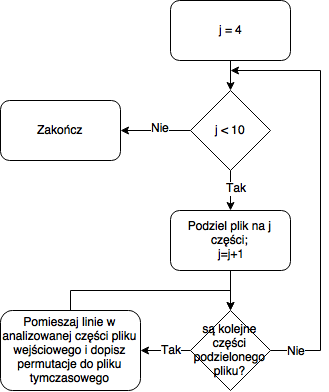 j = 4
j < 10
Nie
Zakończ
Tak
Podziel plik na j
części;
j=j+1
są kolejne
części
podzielonego
pliku?
Tak
Nie
Pomieszaj linie w
analizowanej części pliku
wejściowego i dopisz
permutacje do pliku
tymczasowego